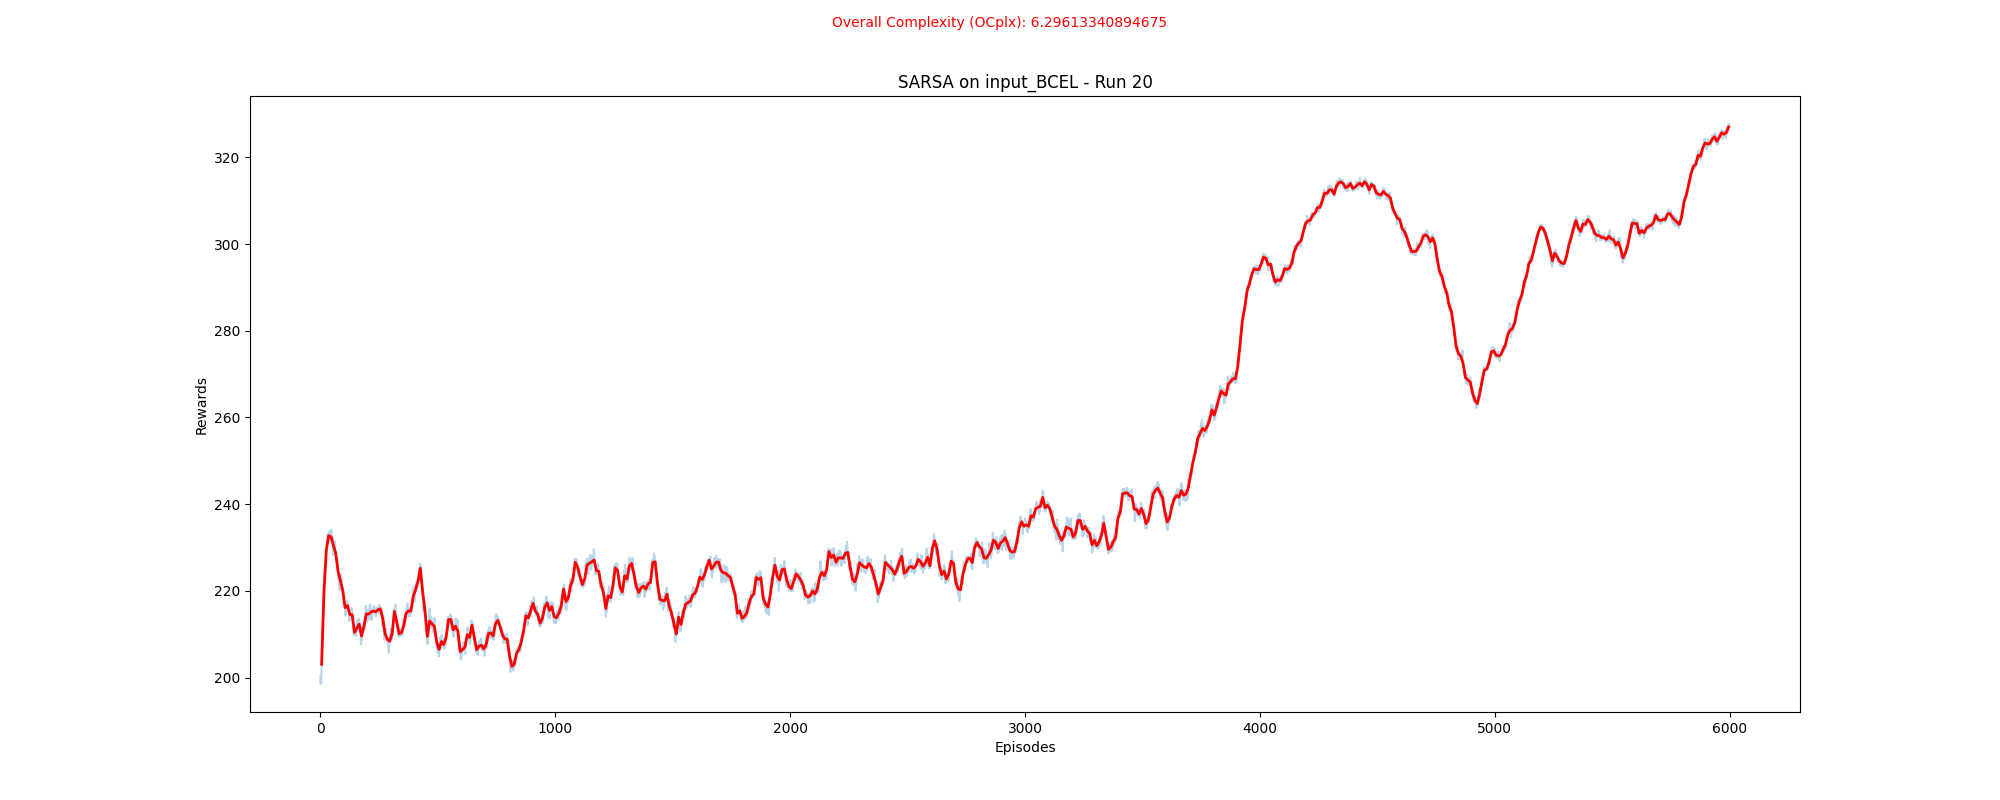 Overall Complexity (OCplx): 6.29613340894675
SARSA on input_BCEL - Run 20
Rewards
320
300
280
260
240
220
200
0 1000 2000 3000 4000 5000 6000
Episodes